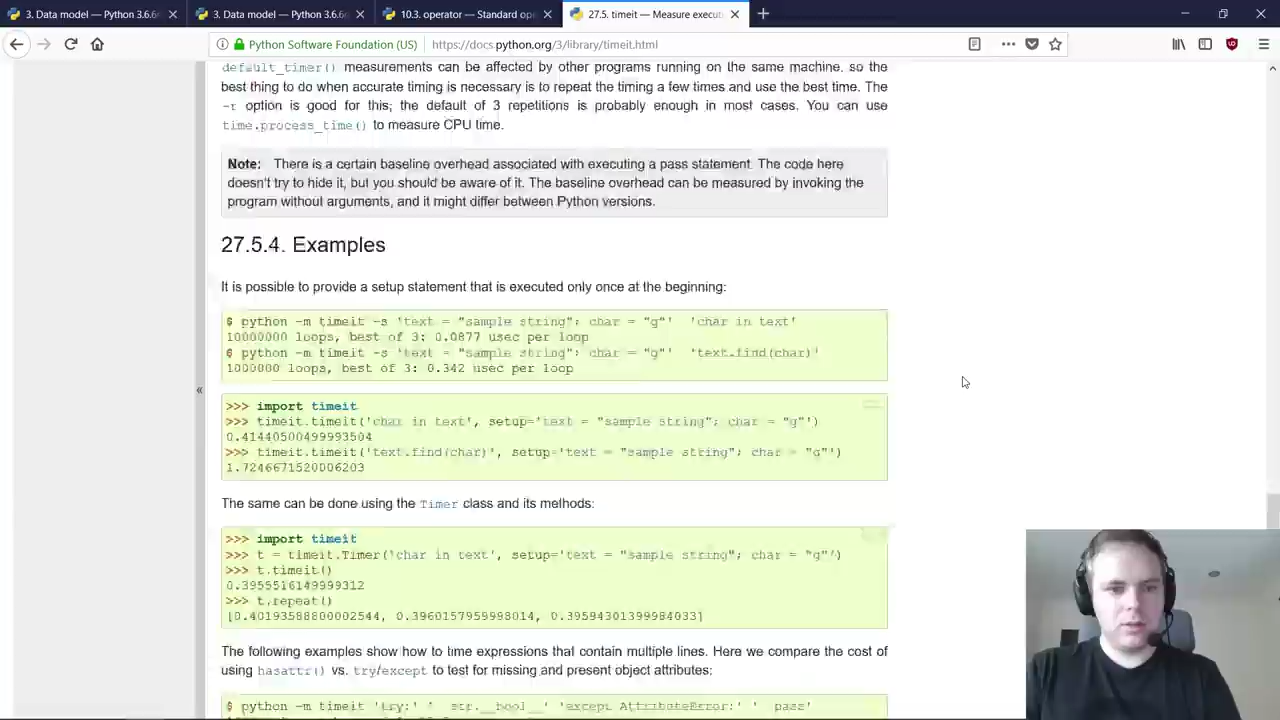 3. Data model — Python 3.6.6
3. Data model — Python 3.6.6
10.3. operator — Standard op
27.5. timeit — Measure execut
Python Software Foundation (US)
https://docs.python.org/3/library/timeit.html
default_timer() measurements can be affected by other programs running on the same machine, so the
best thing to do when accurate timing is necessary is to repeat the timing a few times and use the best time. The
-r option is good for this; the default of 3 repetitions is probably enough in most cases. You can use
time.process_time() to measure CPU time.
Note: There is a certain baseline overhead associated with executing a pass statement. The code here
doesn't try to hide it, but you should be aware of it. The baseline overhead can be measured by invoking the
program without arguments, and it might differ between Python versions.
27.5.4. Examples
It is possible to provide a setup statement that is executed only once at the beginning:
$ python -m timeit -s 'text = "sample string"; char = "g"' 'char in text'
10000000 loops, best of 3: 0.0877 usec per loop
$ python -m timeit -s 'text = "sample string"; char = "g"' 'text.find(char)'
1000000 loops, best of 3: 0.342 usec per loop
«
>>> import timeit
>>> timeit.timeit('char in text', setup='text = "sample string"; char = "g"')
0.41440500499993504
>>> timeit.timeit('text.find(char)', setup='text = "sample string"; char = "g"')
1.7246671520006203
The same can be done using the Timer class and its methods:
>>> import timeit
>>> t = timeit.Timer('char in text', setup='text = "sample string"; char = "g"')
>>> t.timeit()
0.3955516149999312
>>> t.repeat()
[0.40193588800002544, 0.3960157959998014, 0.39594301399984033]
The following examples show how to time expressions that contain multiple lines. Here we compare the cost of
using hasattr() vs. try/except to test for missing and present object attributes:
$ python -m timeit 'try:' ' str.__bool__' 'except AttributeError:' ' pass'